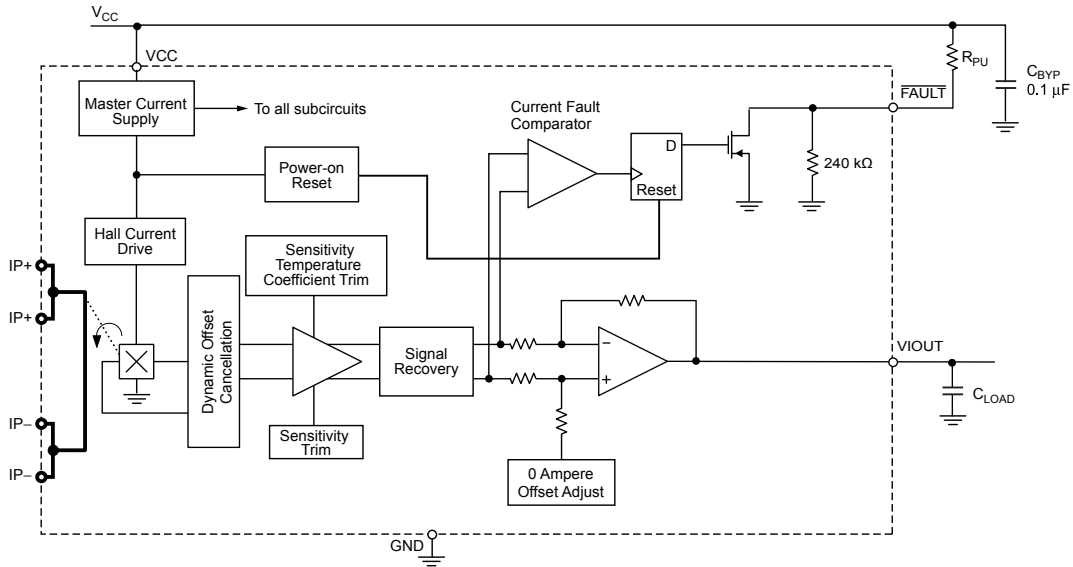 VCC
VCC
RPU
CBYP
0.1 µF
FAULT
Master Current
Supply
To all subcircuits
Current Fault
Comparator
D
Reset
240 kΩ
Power-on
Reset
Hall Current
Drive
IP+
IP+
IP–
IP–
Sensitivity
Temperature
Coefficient Trim
Dynamic Offset
Cancellation
Signal
Recovery
Sensitivity
Trim
–
+
VIOUT
CLOAD
0 Ampere
Offset Adjust
GND